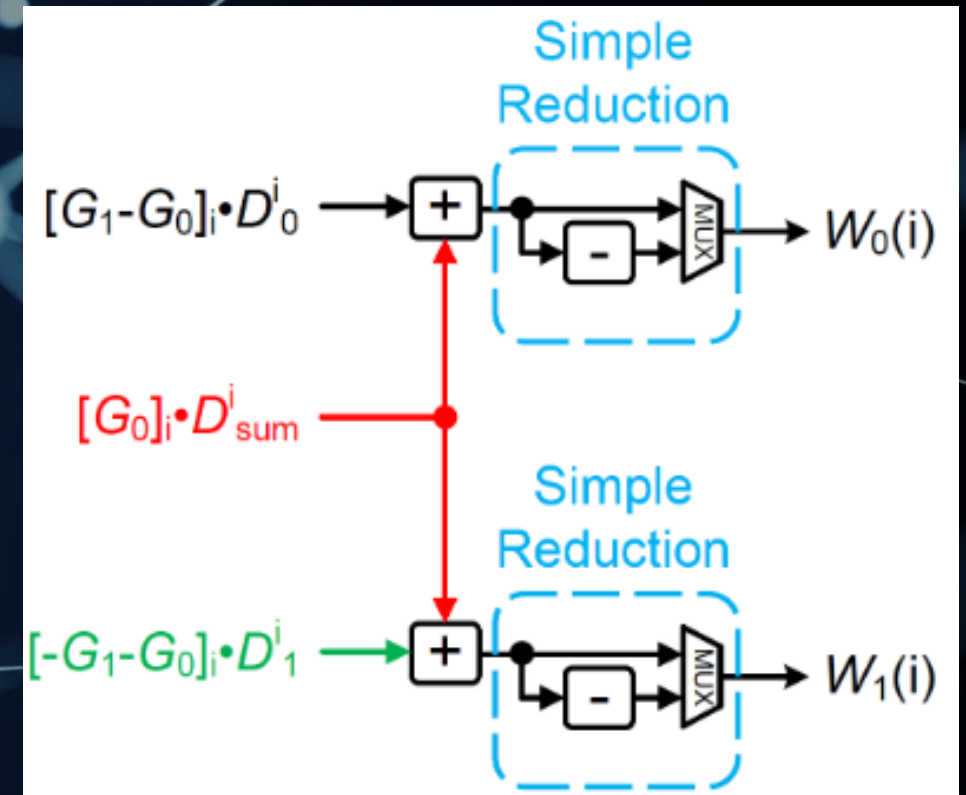 Simple
Reduction
[G₁-G₀]ᵢ•Dⁱ₀
+
-
MUX
W₀(i)
[G₀]ᵢ•Dⁱsum
Simple
Reduction
[-G₁-G₀]ᵢ•Dⁱ₁
+
-
MUX
W₁(i)